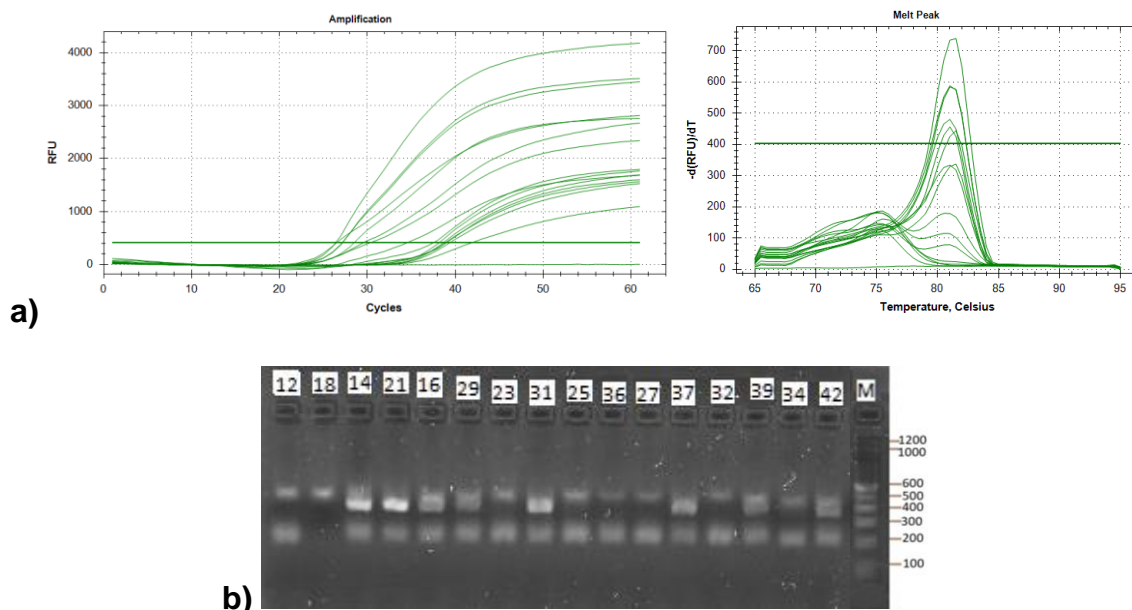 Amplification
4000
3000
2000
1000
0
RFU
0 10 20 30 40 50 60
Cycles
Melt Peak
700
600
500
400
300
200
100
0
-d(RFU)/dT
65 70 75 80 85 90 95
Temperature, Celsius
a)
12 18 14 21 16 29 23 31 25 36 27 37 32 39 34 42 M
1200
1000
600
500
400
300
200
100
b)